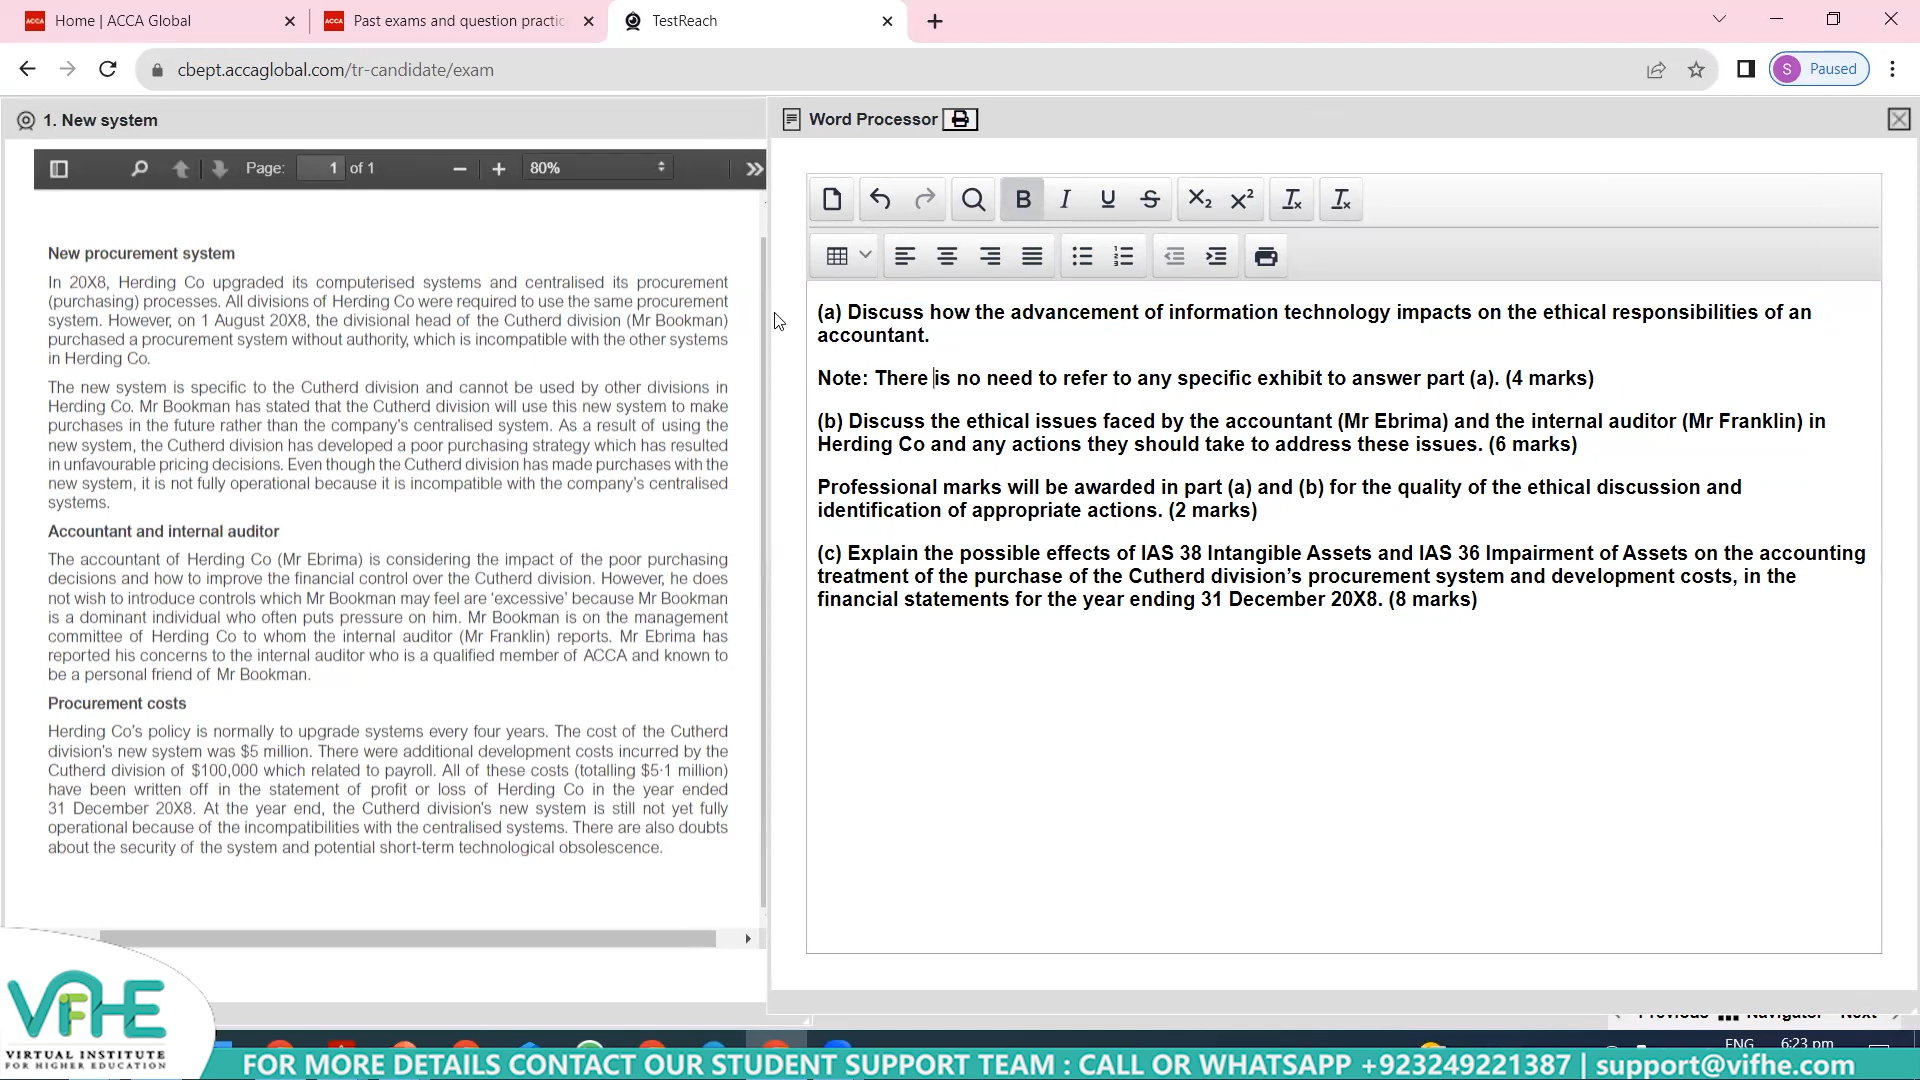 Home | ACCA Global
Past exams and question practic
TestReach
cbept.accaglobal.com/tr-candidate/exam
S Paused
1. New system
Word Processor
Page: 1 of 1
80%
New procurement system
In 20X8, Herding Co upgraded its computerised systems and centralised its procurement
(purchasing) processes. All divisions of Herding Co were required to use the same procurement
system. However, on 1 August 20X8, the divisional head of the Cutherd division (Mr Bookman)
purchased a procurement system without authority, which is incompatible with the other systems
in Herding Co.
The new system is specific to the Cutherd division and cannot be used by other divisions in
Herding Co. Mr Bookman has stated that the Cutherd division will use this new system to make
purchases in the future rather than the company's centralised system. As a result of using the
new system, the Cutherd division has developed a poor purchasing strategy which has resulted
in unfavourable pricing decisions. Even though the Cutherd division has made purchases with the
new system, it is not fully operational because it is incompatible with the company's centralised
systems.
Accountant and internal auditor
The accountant of Herding Co (Mr Ebrima) is considering the impact of the poor purchasing
decisions and how to improve the financial control over the Cutherd division. However, he does
not wish to introduce controls which Mr Bookman may feel are 'excessive' because Mr Bookman
is a dominant individual who often puts pressure on him. Mr Bookman is on the management
committee of Herding Co to whom the internal auditor (Mr Franklin) reports. Mr Ebrima has
reported his concerns to the internal auditor who is a qualified member of ACCA and known to
be a personal friend of Mr Bookman.
Procurement costs
Herding Co's policy is normally to upgrade systems every four years. The cost of the Cutherd
division's new system was $5 million. There were additional development costs incurred by the
Cutherd division of $100,000 which related to payroll. All of these costs (totalling $5·1 million)
have been written off in the statement of profit or loss of Herding Co in the year ended
31 December 20X8. At the year end, the Cutherd division's new system is still not yet fully
operational because of the incompatibilities with the centralised systems. There are also doubts
about the security of the system and potential short-term technological obsolescence.
(a) Discuss how the advancement of information technology impacts on the ethical responsibilities of an
accountant.
Note: There is no need to refer to any specific exhibit to answer part (a). (4 marks)
(b) Discuss the ethical issues faced by the accountant (Mr Ebrima) and the internal auditor (Mr Franklin) in
Herding Co and any actions they should take to address these issues. (6 marks)
Professional marks will be awarded in part (a) and (b) for the quality of the ethical discussion and
identification of appropriate actions. (2 marks)
(c) Explain the possible effects of IAS 38 Intangible Assets and IAS 36 Impairment of Assets on the accounting
treatment of the purchase of the Cutherd division's procurement system and development costs, in the
financial statements for the year ending 31 December 20X8. (8 marks)
Previous Navigator Next
ENG 6:23 pm
VIFHE
VIRTUAL INSTITUTE
FOR HIGHER EDUCATION
FOR MORE DETAILS CONTACT OUR STUDENT SUPPORT TEAM : CALL OR WHATSAPP +923249221387 | support@vifhe.com